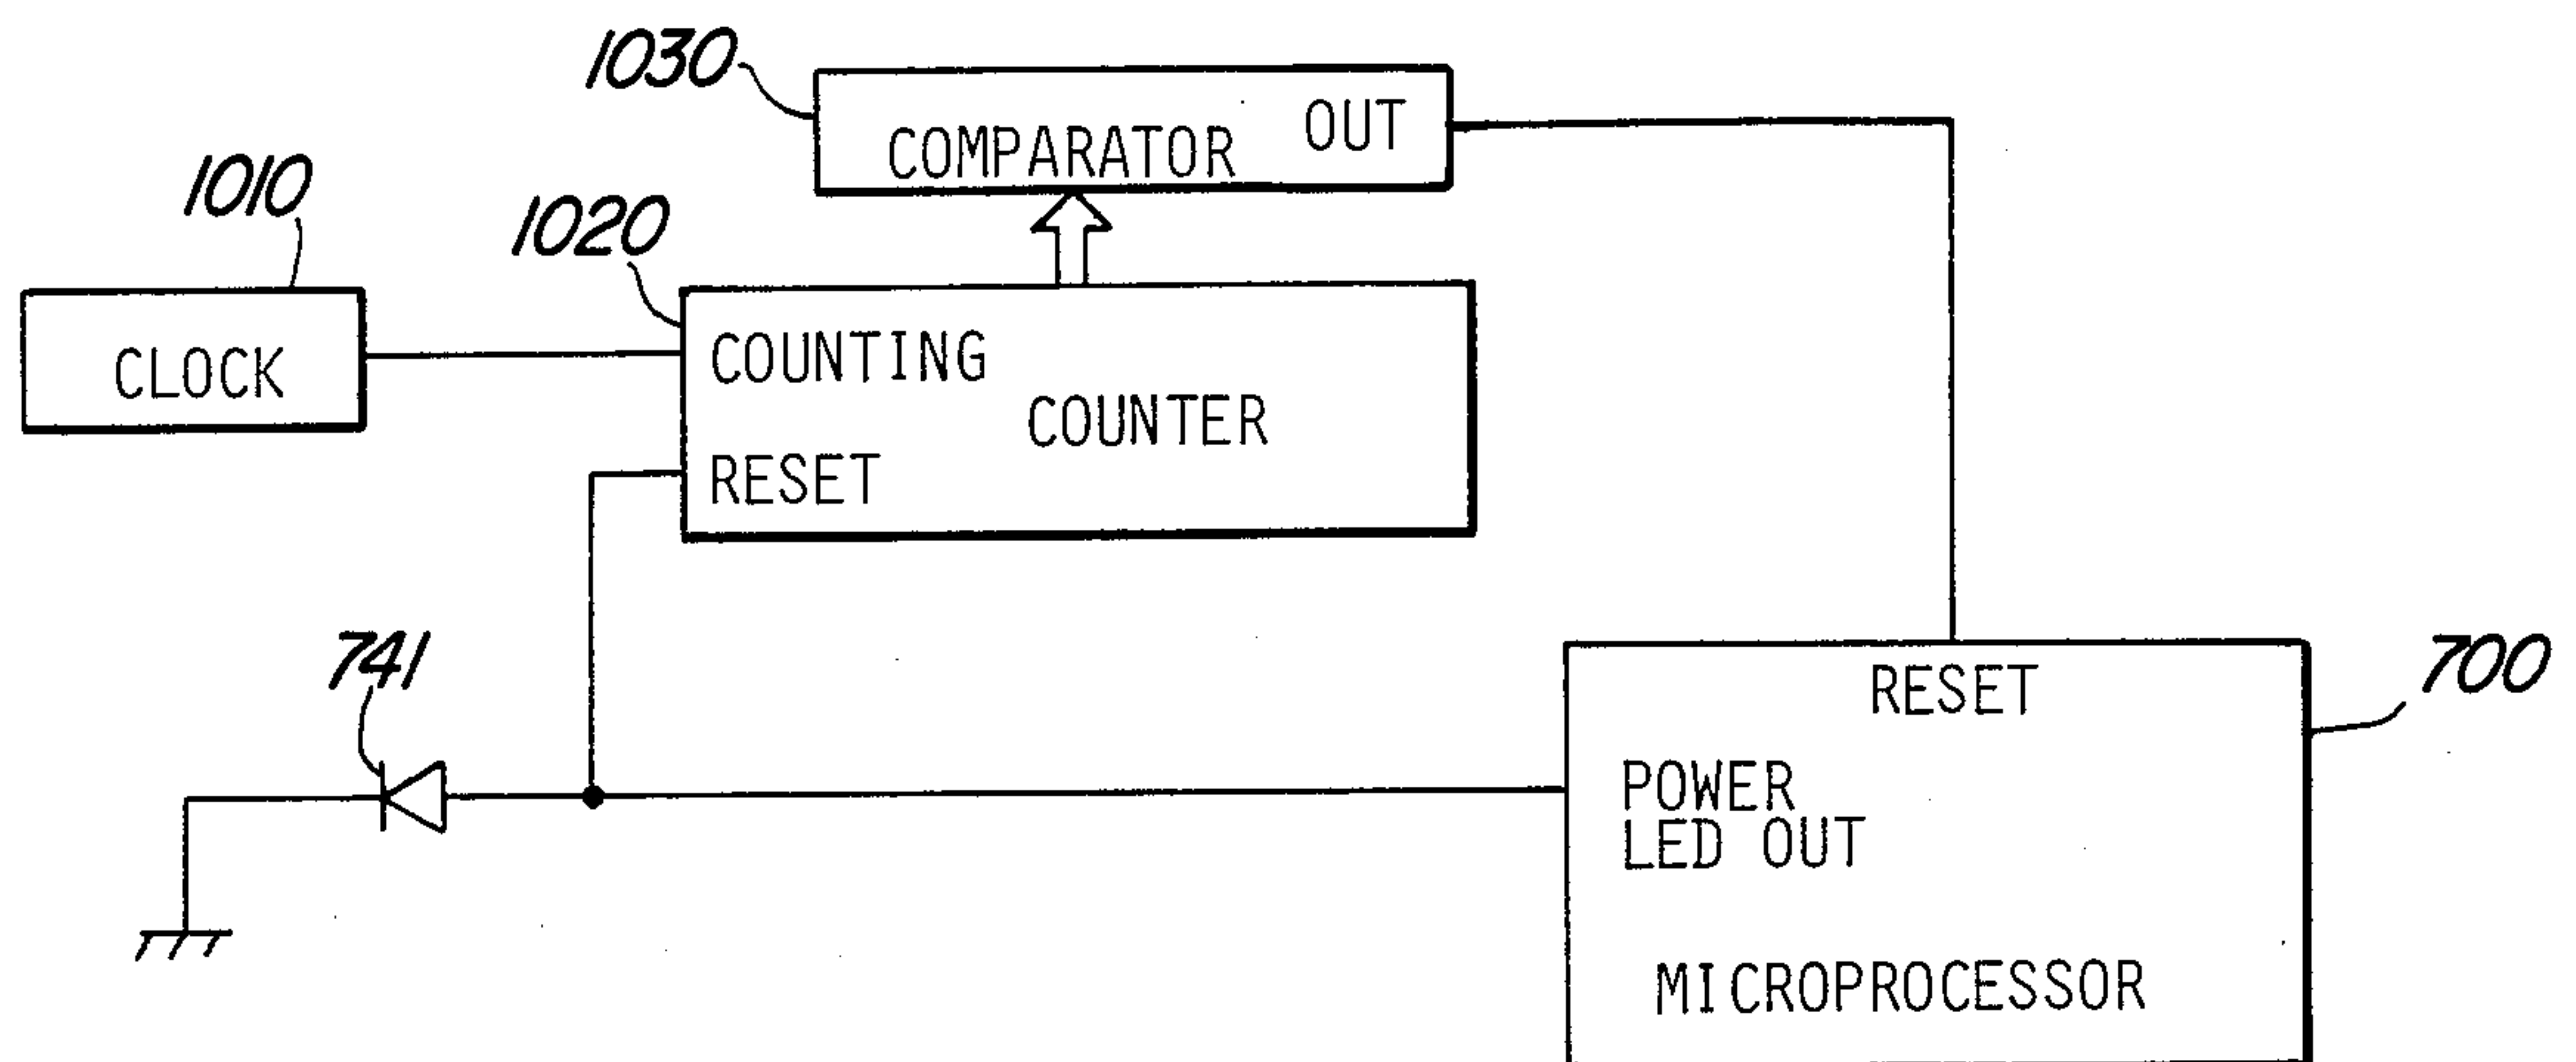 1030
COMPARATOR OUT
1010
1020
CLOCK
COUNTING
COUNTER
RESET
741
700
RESET
POWER
LED OUT
MICROPROCESSOR